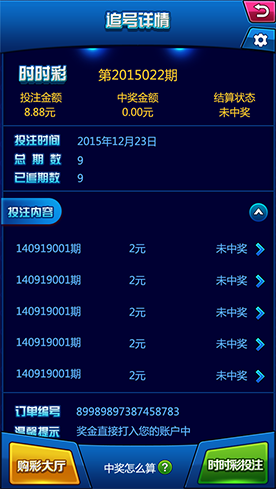 追号详情
时时彩 第2015022期
投注金额 中奖金额 结算状态
8.88元 0.00元 未中奖
投注时间 2015年12月23日
总期数 9
已追期数 9
投注内容
140919001期 2元 未中奖
140919001期 2元 未中奖
140919001期 2元 未中奖
140919001期 2元 未中奖
140919001期 2元 未中奖
订单编号 89989897387458783
温馨提示 奖金直接打入您的账户中
购彩大厅 中奖怎么算 ? 时时彩投注